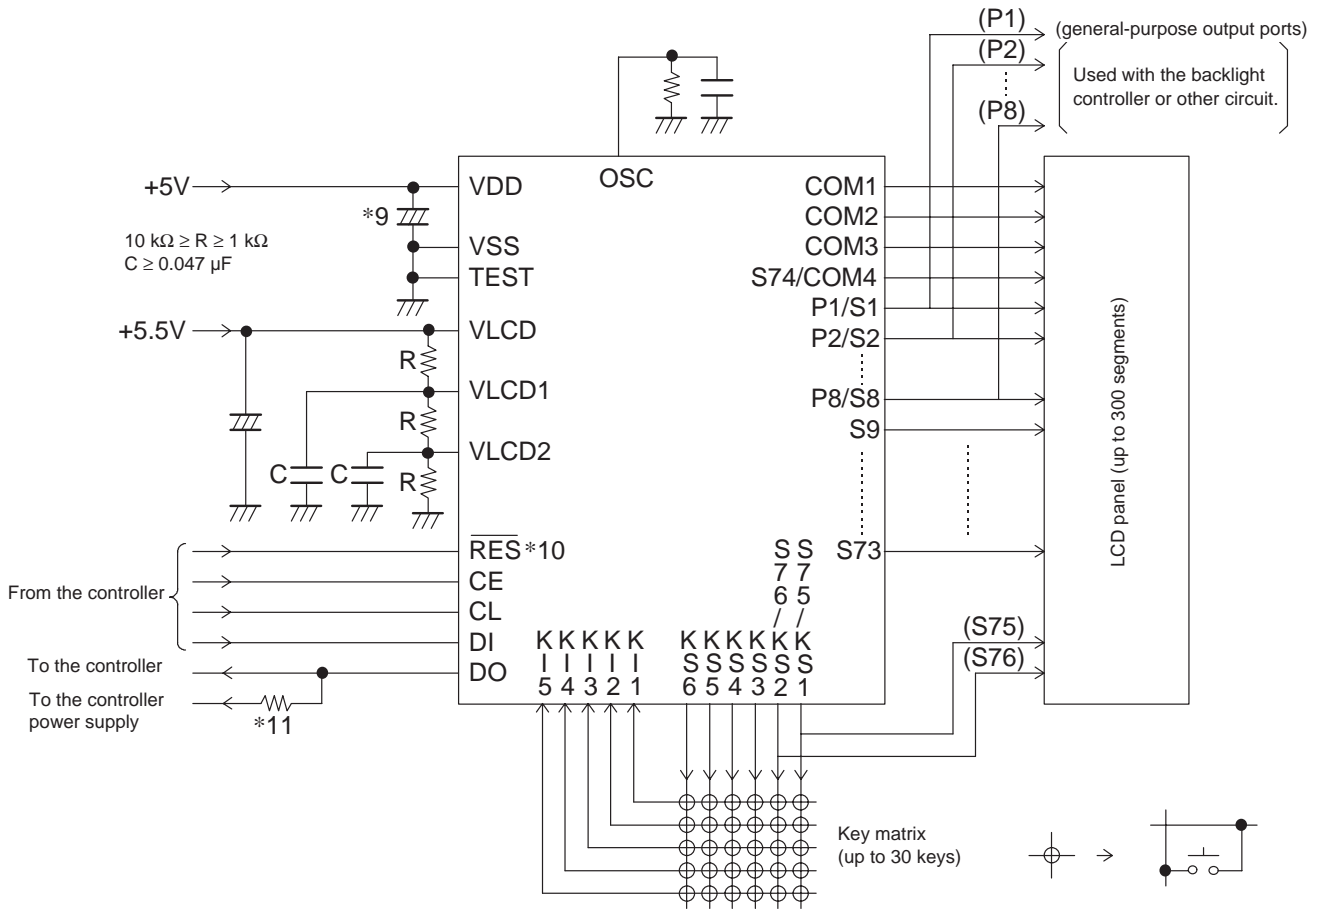 (P1)
(general-purpose output ports)
(P2)
Used with the backlight
controller or other circuit.
(P8)
OSC
+5V
VDD
COM1
*9
COM2
10 kΩ ≥ R ≥ 1 kΩ
C ≥ 0.047 µF
VSS
COM3
TEST
S74/COM4
P1/S1
+5.5V
VLCD
P2/S2
R
VLCD1
P8/S8
R
S9
VLCD2
C
C
R
LCD panel (up to 300 segments)
RES *10
S73
From the controller
CE
CL
DI
To the controller
DO
To the controller
power supply
*11
KI5
KI4
KI3
KI2
KI1
KS6
KS5
KS4
KS3
S76/KS2
S75/KS1
(S75)
(S76)
Key matrix
(up to 30 keys)